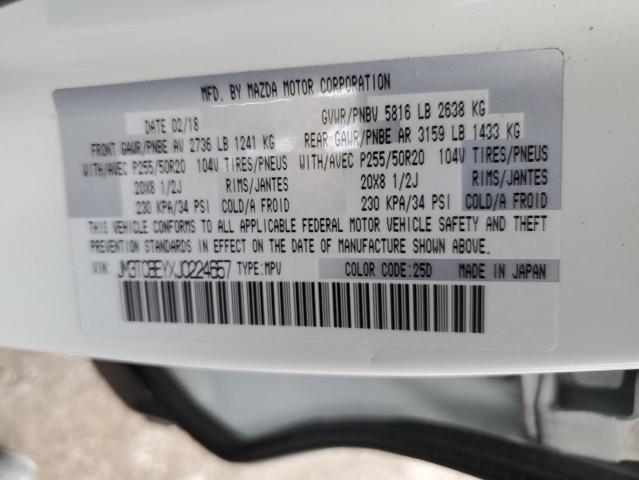 MFD. BY MAZDA MOTOR CORPORATION
DATE 02/18 GVWR/PNBV 5816 LB 2638 KG
FRONT GAWR/PNBE AV 2736 LB 1241 KG REAR GAWR/PNBE AR 3159 LB 1433 KG
WITH/AVEC P255/50R20 104V TIRES/PNEUS WITH/AVEC P255/50R20 104V TIRES/PNEUS
20X8 1/2J RIMS/JANTES 20X8 1/2J RIMS/JANTES
230 KPA/34 PSI COLD/A FROID 230 KPA/34 PSI COLD/A FROID
THIS VEHICLE CONFORMS TO ALL APPLICABLE FEDERAL MOTOR VEHICLE SAFETY AND THEFT
PREVENTION STANDARDS IN EFFECT ON THE DATE OF MANUFACTURE SHOWN ABOVE.
VIN: JM3TCBEYXJ0224657 TYPE:MPV COLOR CODE:25D MADE IN JAPAN